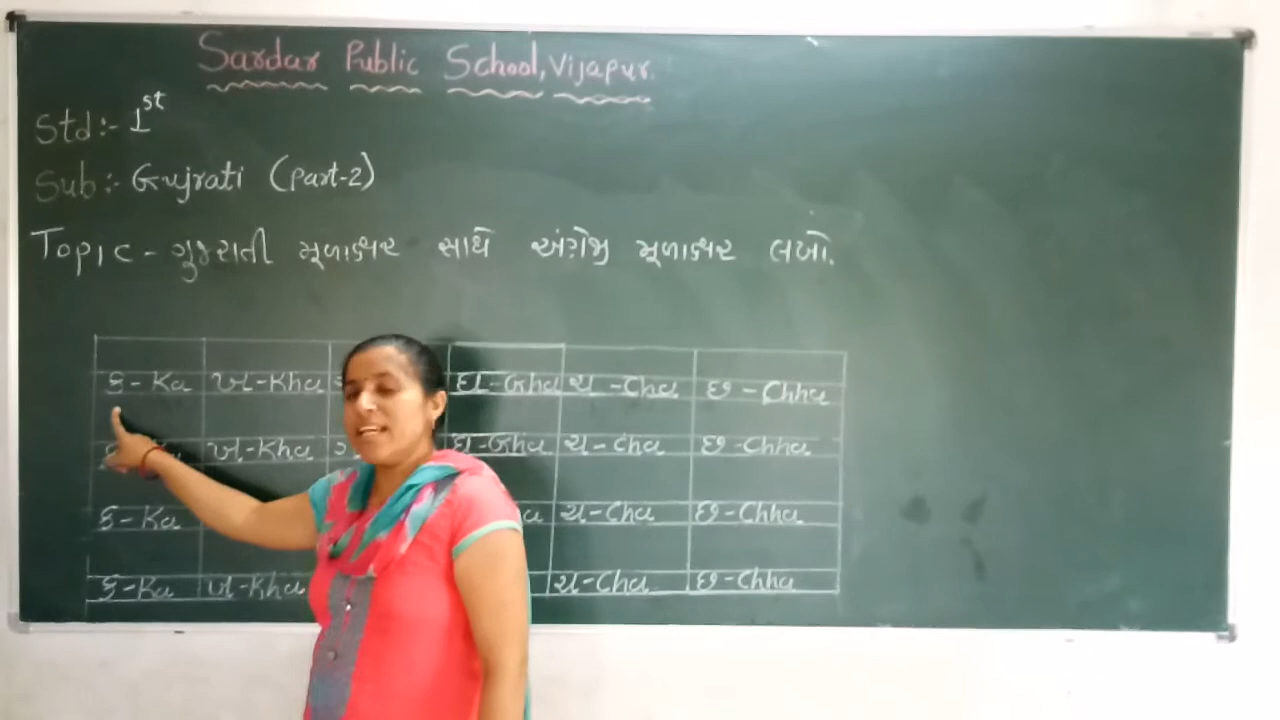 Sardar Public School, Vijapur.
Std:- 1st
Sub:- Gujrati (Part-2)
Topic - ગુજરાતી મૂળાક્ષર સાથે અંગ્રેજી મૂળાક્ષર લખો.
ક - Ka ખ - Kha ઘ - Gha ચ - Cha છ - Chha
ખ - Kha ઘ - Gha ચ - Cha છ - Chha
ક - Ka ચ - Cha છ - Chha
ક - Ka ખ - Kha ચ - Cha છ - Chha